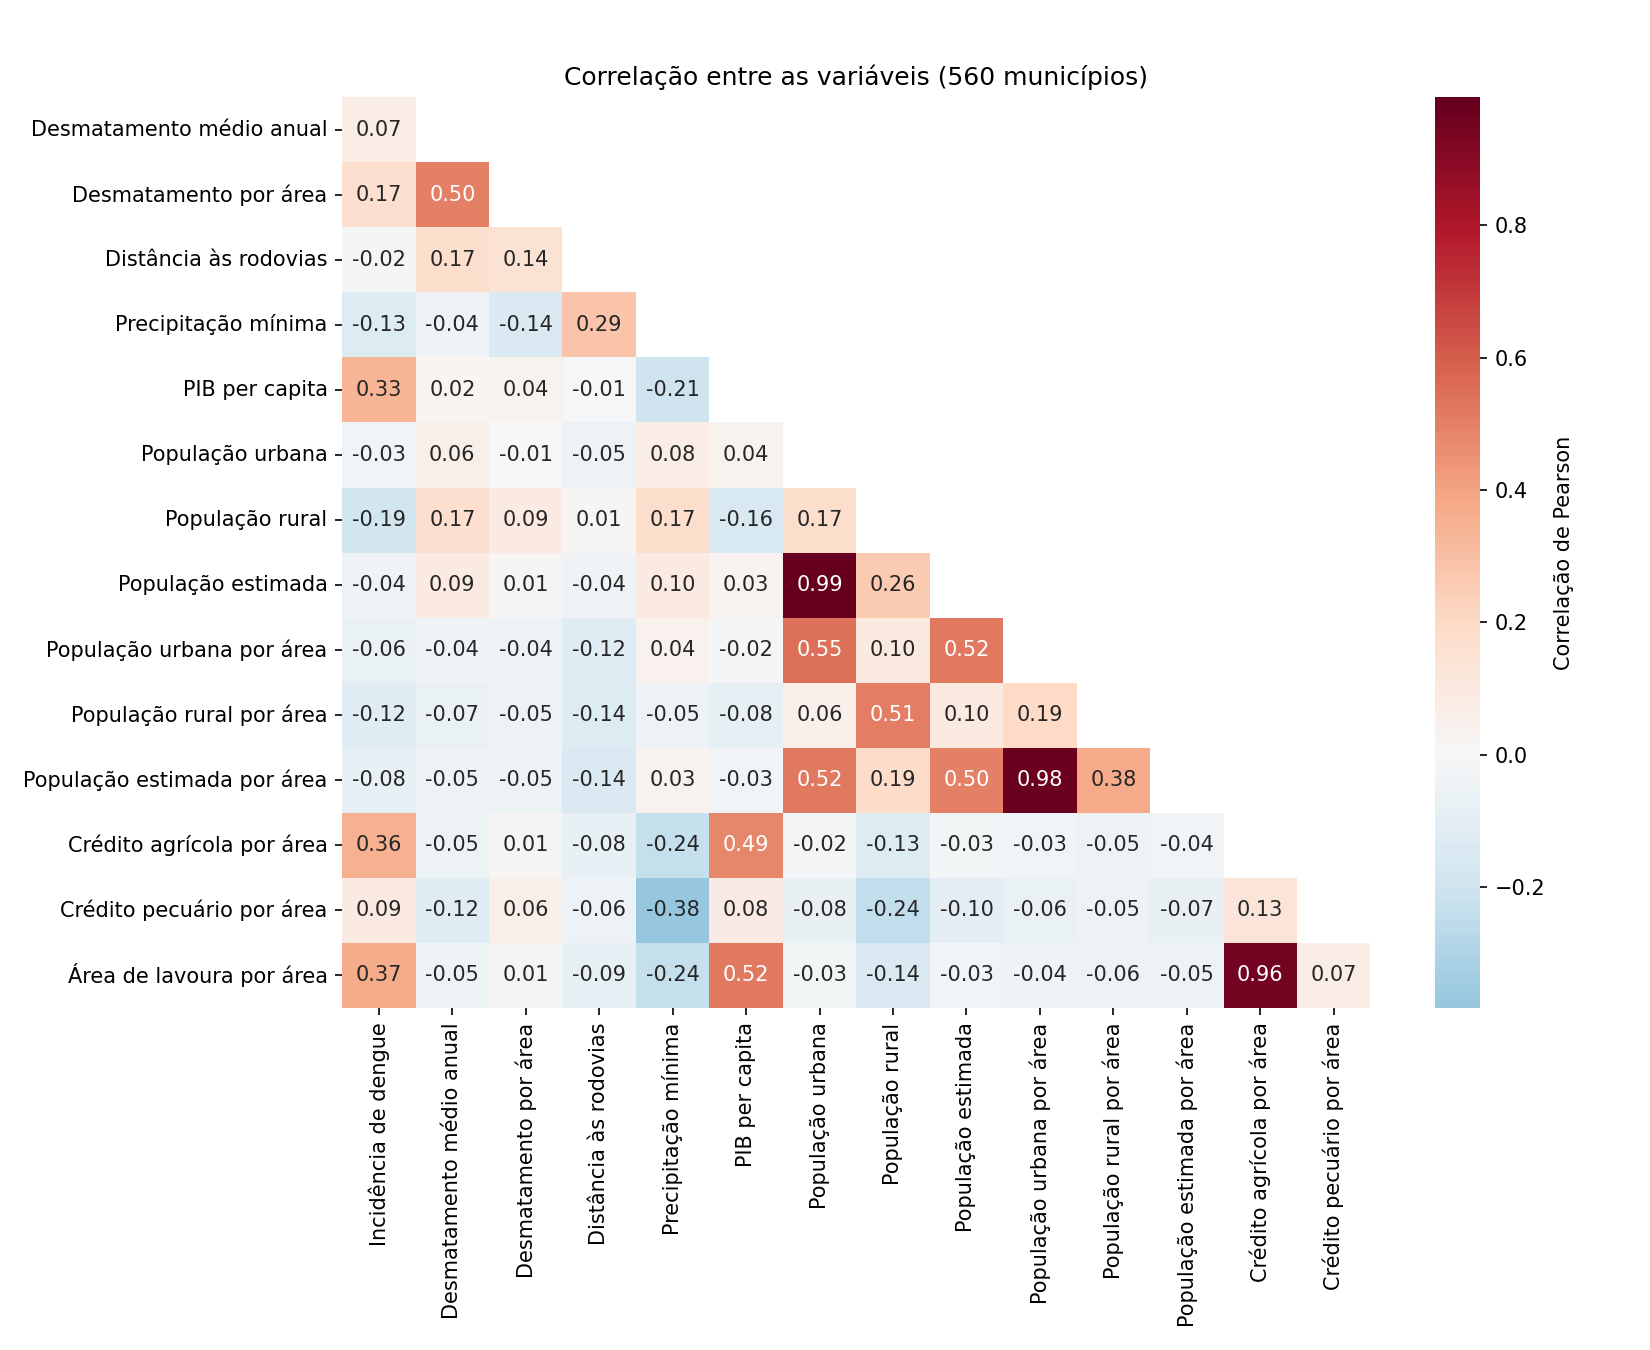 Correlação entre as variáveis (560 municípios)
Desmatamento médio anual 0.07
Desmatamento por área 0.17 0.50
Distância às rodovias -0.02 0.17 0.14
Precipitação mínima -0.13 -0.04 -0.14 0.29
PIB per capita 0.33 0.02 0.04 -0.01 -0.21
População urbana -0.03 0.06 -0.01 -0.05 0.08 0.04
População rural -0.19 0.17 0.09 0.01 0.17 -0.16 0.17
População estimada -0.04 0.09 0.01 -0.04 0.10 0.03 0.99 0.26
População urbana por área -0.06 -0.04 -0.04 -0.12 0.04 -0.02 0.55 0.10 0.52
População rural por área -0.12 -0.07 -0.05 -0.14 -0.05 -0.08 0.06 0.51 0.10 0.19
População estimada por área -0.08 -0.05 -0.05 -0.14 0.03 -0.03 0.52 0.19 0.50 0.98 0.38
Crédito agrícola por área 0.36 -0.05 0.01 -0.08 -0.24 0.49 -0.02 -0.13 -0.03 -0.03 -0.05 -0.04
Crédito pecuário por área 0.09 -0.12 0.06 -0.06 -0.38 0.08 -0.08 -0.24 -0.10 -0.06 -0.05 -0.07 0.13
Área de lavoura por área 0.37 -0.05 0.01 -0.09 -0.24 0.52 -0.03 -0.14 -0.03 -0.04 -0.06 -0.05 0.96 0.07
Incidência de dengue
Desmatamento médio anual
Desmatamento por área
Distância às rodovias
Precipitação mínima
PIB per capita
População urbana
População rural
População estimada
População urbana por área
População rural por área
População estimada por área
Crédito agrícola por área
Crédito pecuário por área
0.8
0.6
0.4
0.2
0.0
−0.2
Correlação de Pearson